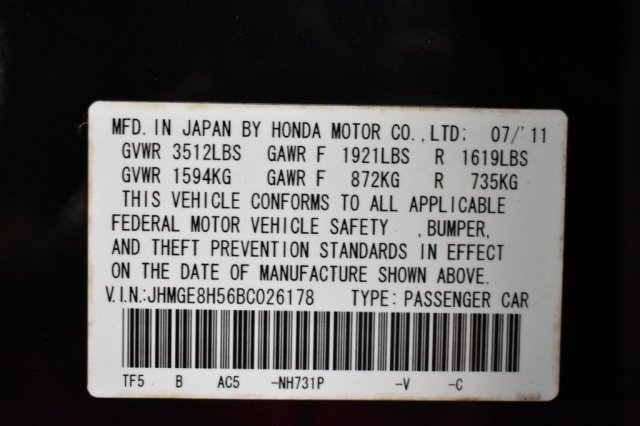 MFD. IN JAPAN BY HONDA MOTOR CO.,LTD; 07/'11
GVWR 3512LBS GAWR F 1921LBS R 1619LBS
GVWR 1594KG GAWR F 872KG R 735KG
THIS VEHICLE CONFORMS TO ALL APPLICABLE
FEDERAL MOTOR VEHICLE SAFETY ,BUMPER,
AND THEFT PREVENTION STANDARDS IN EFFECT
ON THE DATE OF MANUFACTURE SHOWN ABOVE.
V.I.N.:JHMGE8H56BC026178 TYPE: PASSENGER CAR
TF5 B AC5 -NH731P -V -C